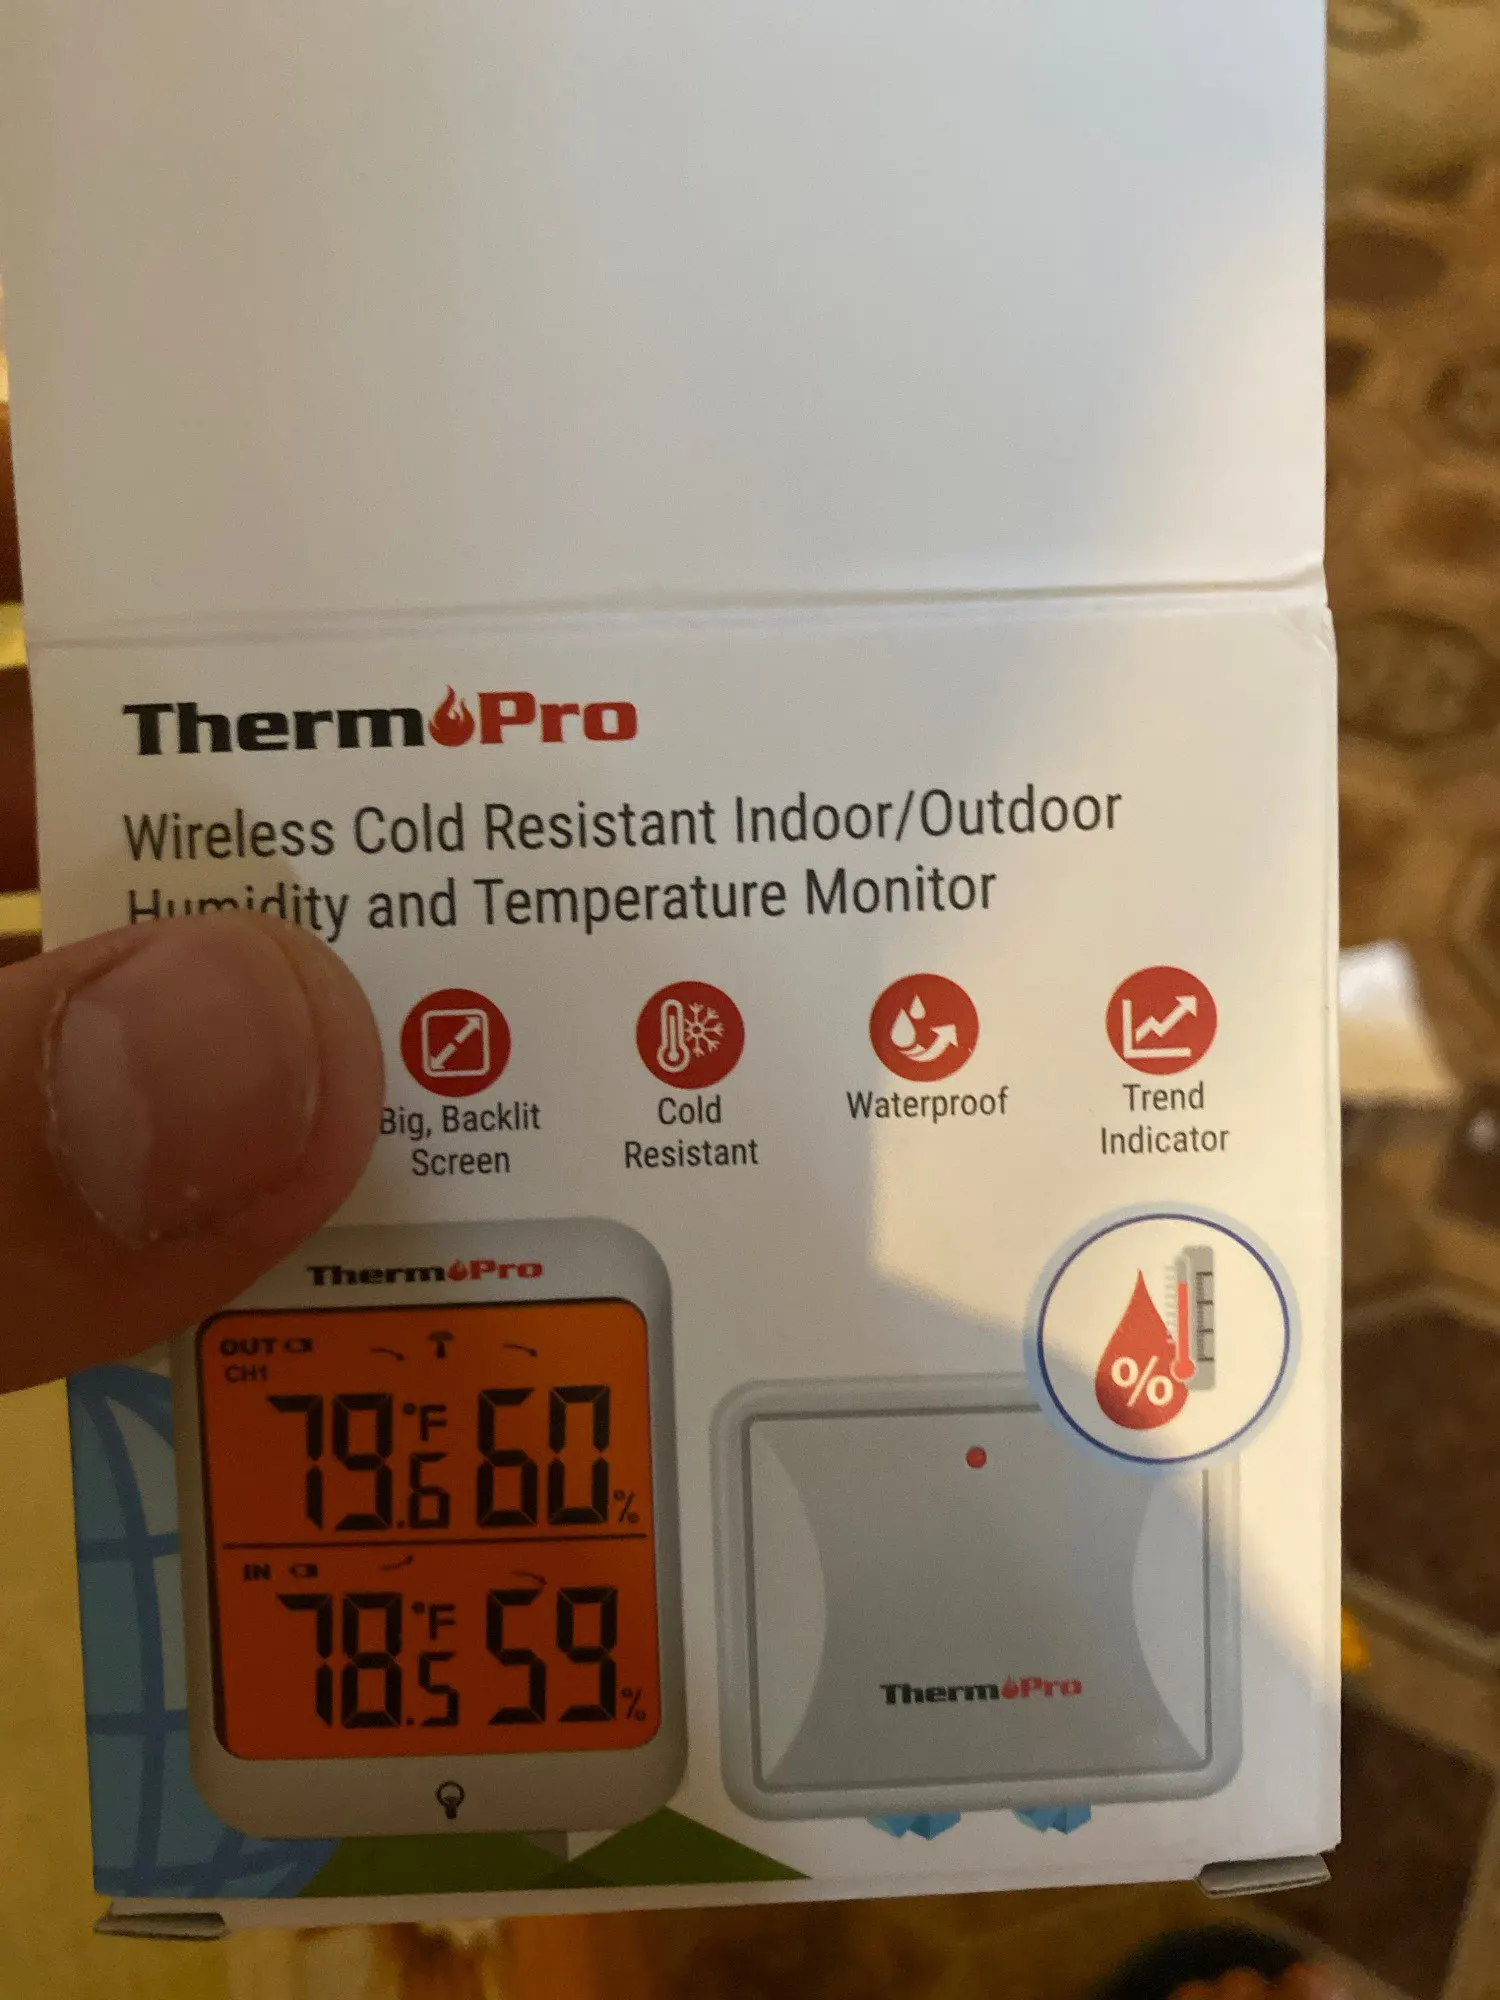 ThermoPro
Wireless Cold Resistant Indoor/Outdoor
Humidity and Temperature Monitor
Big, Backlit
Screen
Cold
Resistant
Waterproof
Trend
Indicator
ThermoPro
OUT
CH1
79.6 °F 60 %
IN
78.5 °F 59 %
%
ThermoPro